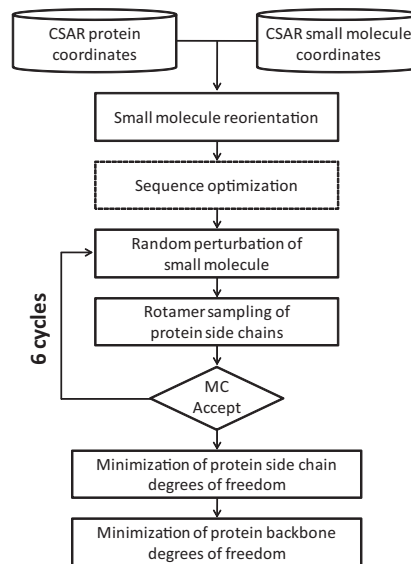 CSAR protein
coordinates
CSAR small molecule
coordinates
Small molecule reorientation
Sequence optimization
Random perturbation of
small molecule
6 cycles
Rotamer sampling of
protein side chains
MC
Accept
Minimization of protein side chain
degrees of freedom
Minimization of protein backbone
degrees of freedom